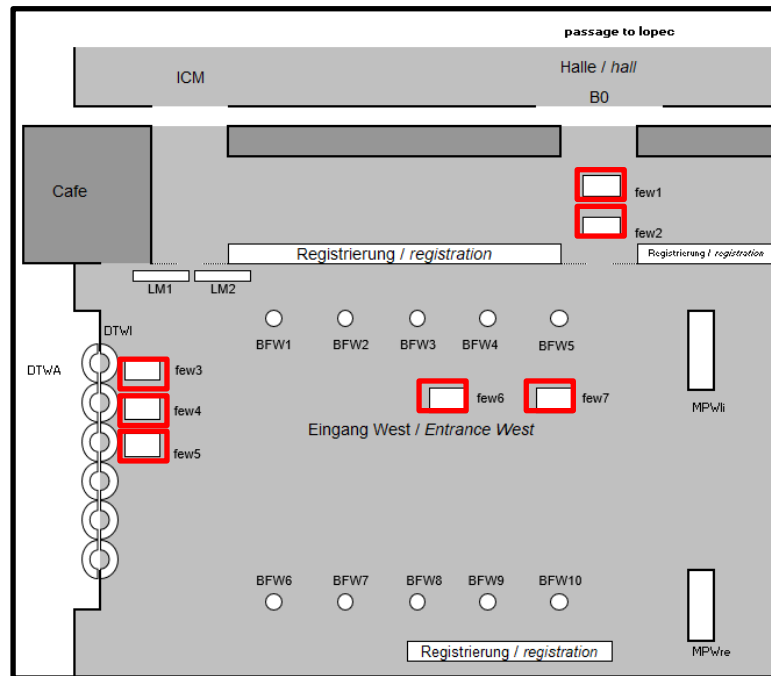 passage to lopec
ICM
Halle / hall
B0
Cafe
few1
few2
Registrierung / registration
Registrierung / registration
LM1
LM2
DTWI
BFW1
BFW2
BFW3
BFW4
BFW5
DTWA
few3
few4
few5
few6
few7
MPWli
Eingang West / Entrance West
BFW6
BFW7
BFW8
BFW9
BFW10
Registrierung / registration
MPWre